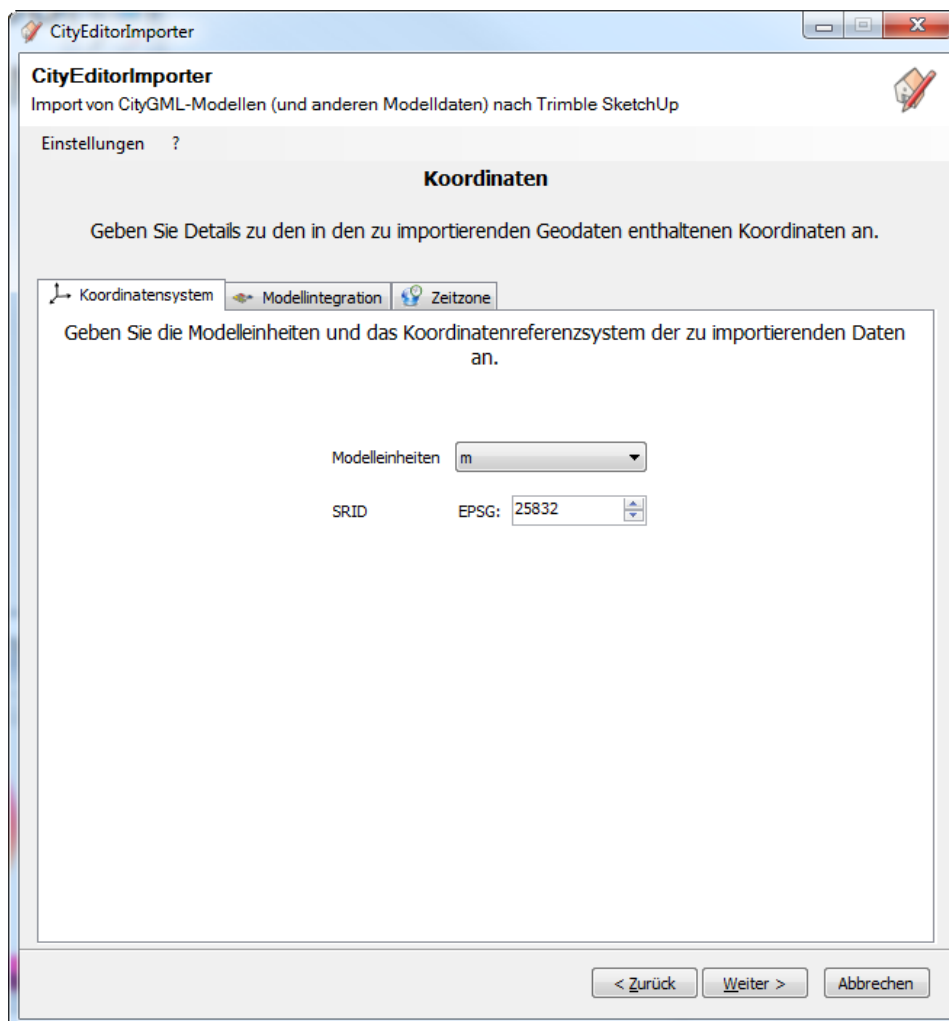 CityEditorImporter
CityEditorImporter
Import von CityGML-Modellen (und anderen Modelldaten) nach Trimble SketchUp
Einstellungen ?
Koordinaten
Geben Sie Details zu den in den zu importierenden Geodaten enthaltenen Koordinaten an.
Koordinatensystem Modellintegration Zeitzone
Geben Sie die Modelleinheiten und das Koordinatenreferenzsystem der zu importierenden Daten
an.
Modelleinheiten m
SRID EPSG: 25832
< Zurück Weiter > Abbrechen